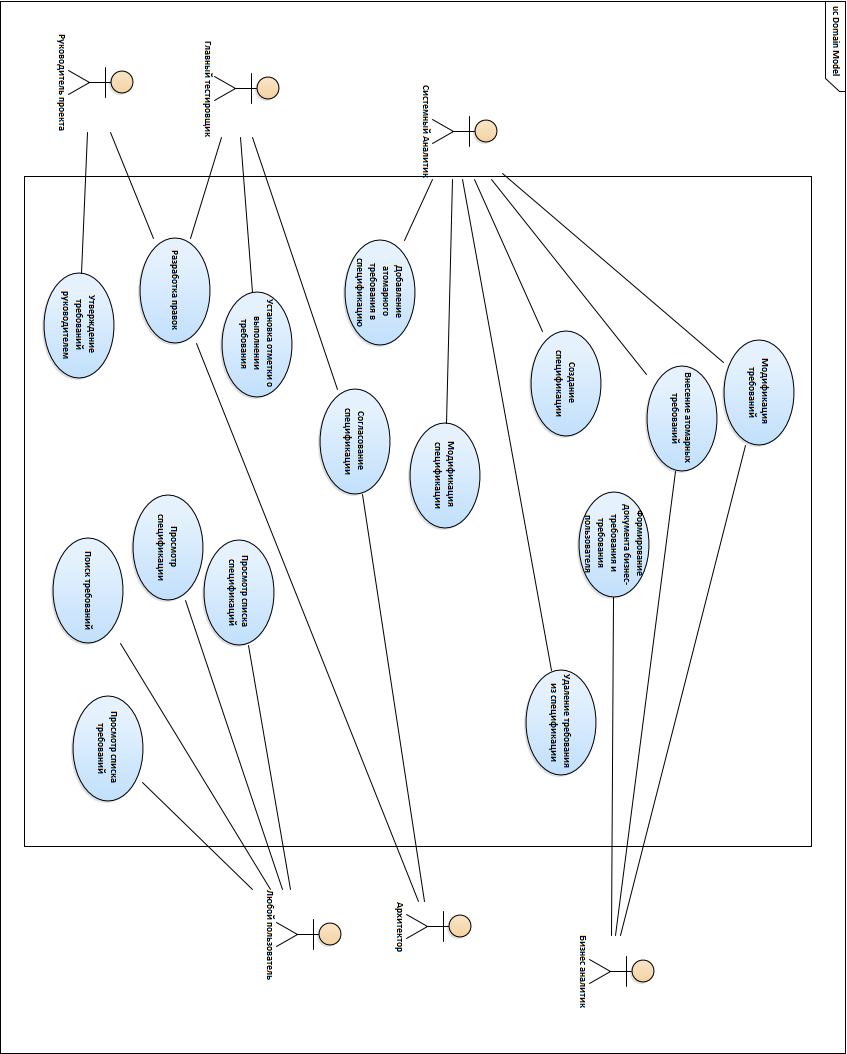 uc Domain Model
Системный Аналитик
Главный тестировщик
Руководитель проекта
Модификация
требований
Внесение атомарных
требований
Создание
спецификации
Добавление
атомарного
требования в
спецификацию
Установка отметки о
выполнении
требования
Разработка правок
Утверждение
требований
руководителем
Модификация
спецификации
Согласование
спецификации
Формирование
документа бизнес-
требования и
требования
пользователя
Просмотр списка
спецификаций
Просмотр
спецификации
Поиск требований
Удаление требования
из спецификации
Просмотр списка
требований
Бизнес аналитик
Архитектор
Любой пользователь